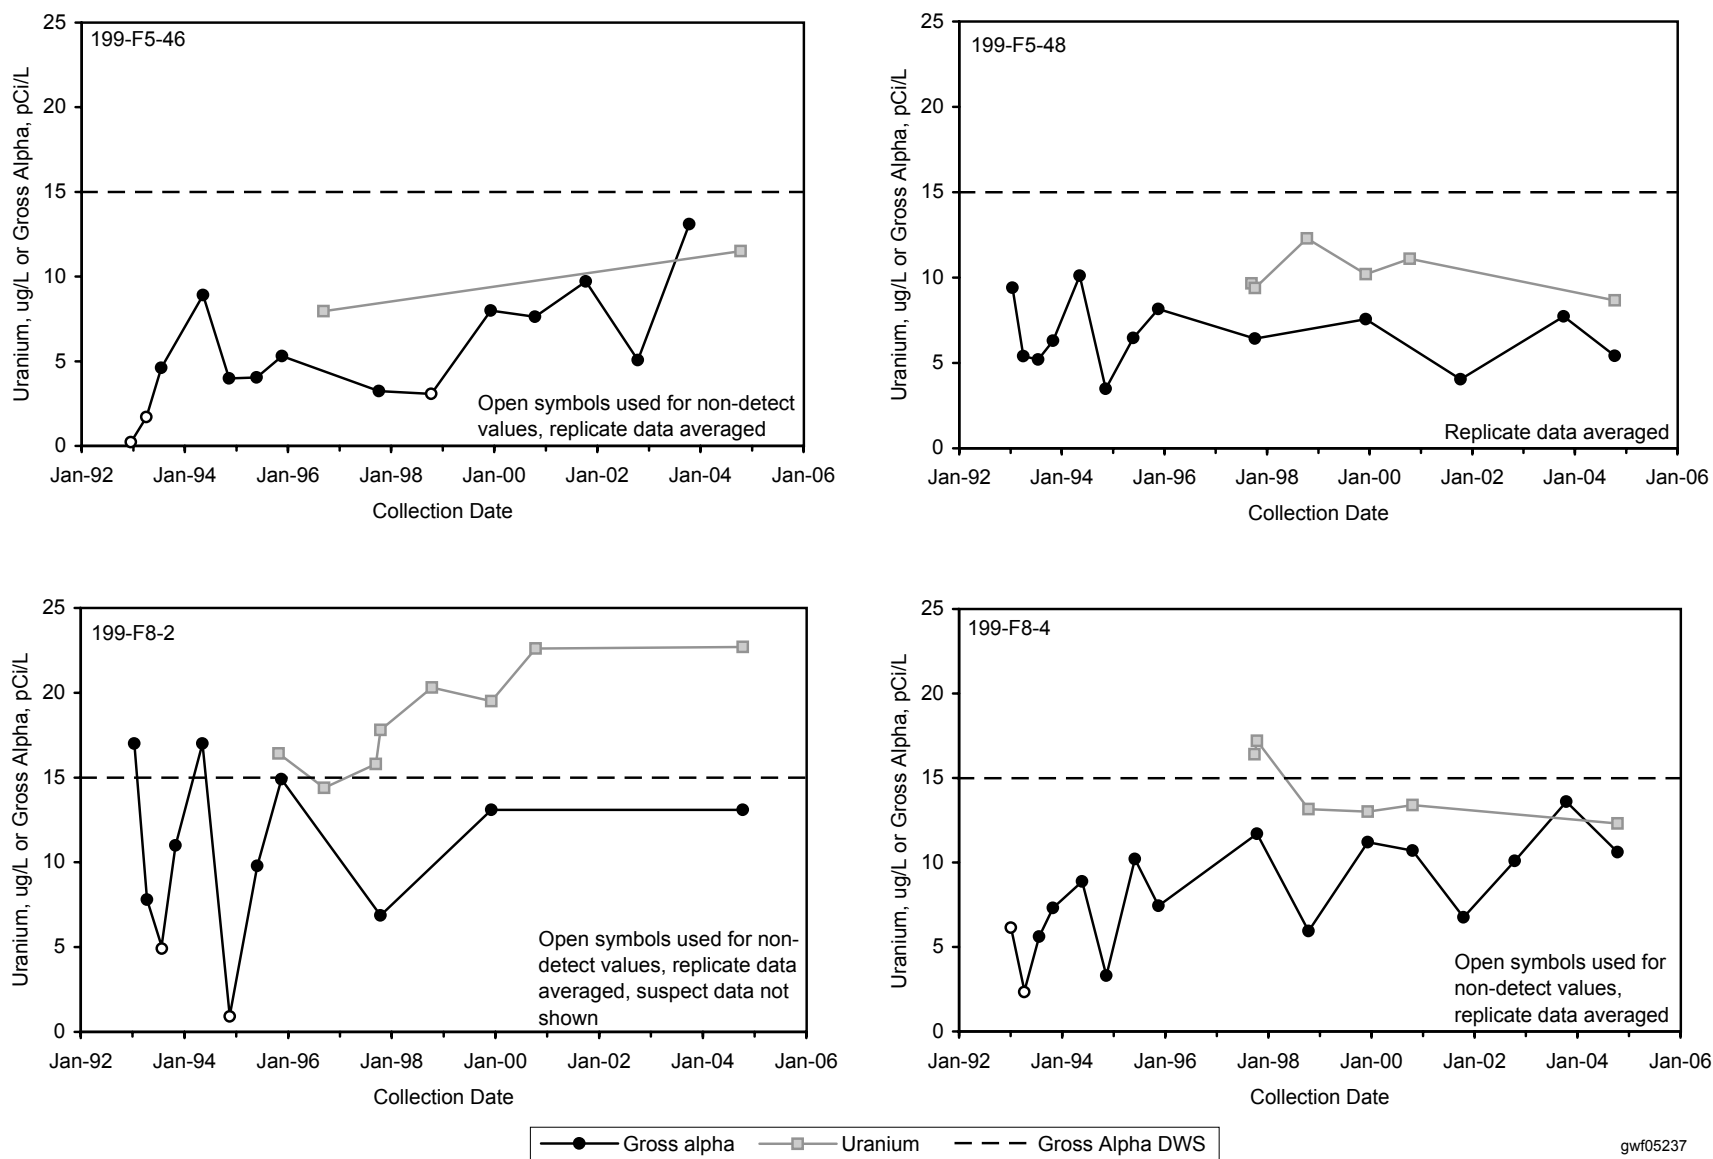 199-F5-46
Uranium, ug/L or Gross Alpha, pCi/L
25
20
15
10
5
0
Open symbols used for non-detect
values, replicate data averaged
Jan-92 Jan-94 Jan-96 Jan-98 Jan-00 Jan-02 Jan-04 Jan-06
Collection Date
199-F5-48
Uranium, ug/L or Gross Alpha, pCi/L
25
20
15
10
5
0
Replicate data averaged
Jan-92 Jan-94 Jan-96 Jan-98 Jan-00 Jan-02 Jan-04 Jan-06
Collection Date
199-F8-2
Uranium, ug/L or Gross Alpha, pCi/L
25
20
15
10
5
0
Open symbols used for non-
detect values, replicate data
averaged, suspect data not
shown
Jan-92 Jan-94 Jan-96 Jan-98 Jan-00 Jan-02 Jan-04 Jan-06
Collection Date
199-F8-4
Uranium, ug/L or Gross Alpha, pCi/L
25
20
15
10
5
0
Open symbols used for
non-detect values,
replicate data averaged
Jan-92 Jan-94 Jan-96 Jan-98 Jan-00 Jan-02 Jan-04 Jan-06
Collection Date
Gross alpha Uranium Gross Alpha DWS
gwf05237